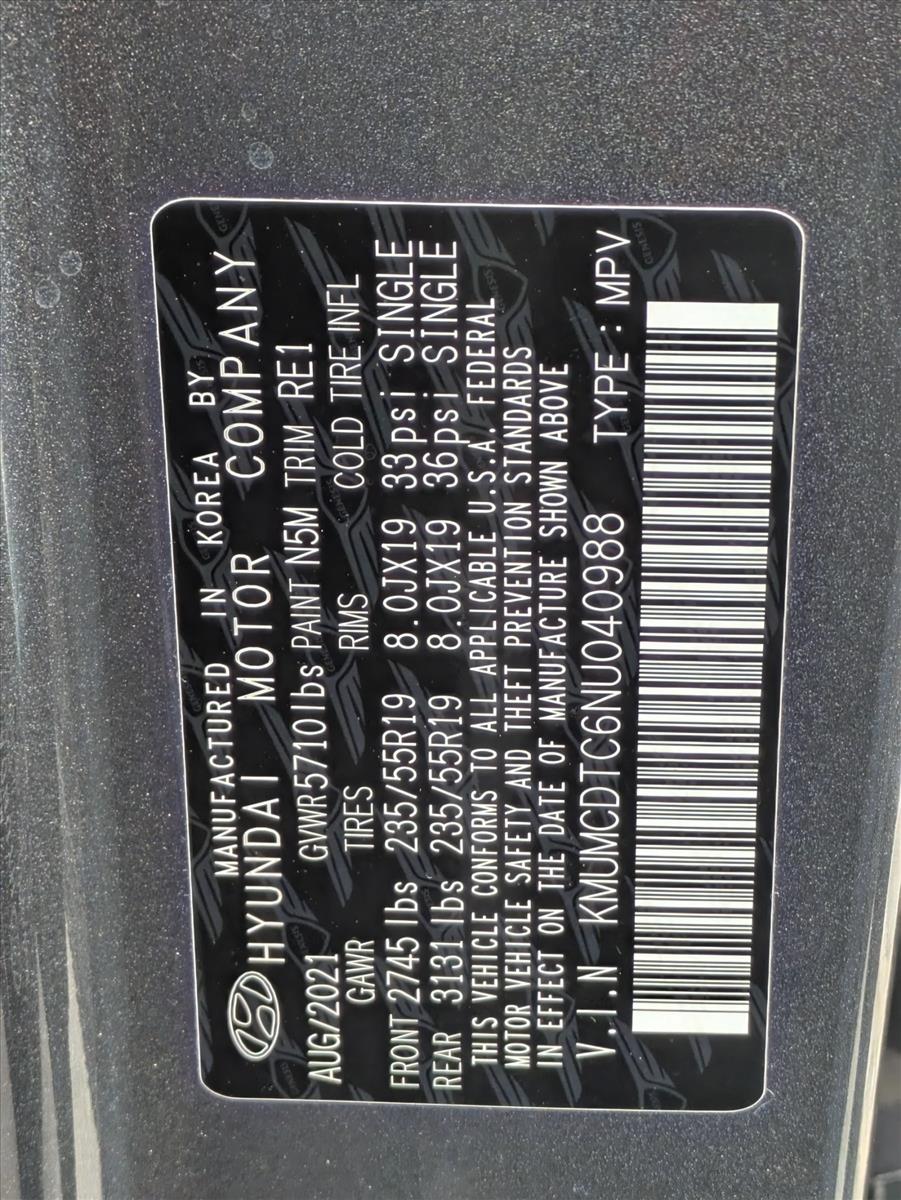 MANUFACTURED IN KOREA BY
HYUNDAI MOTOR COMPANY
AUG/2021 GVWR5710lbs PAINT N5M TRIM RE1
GAWR TIRES RIMS COLD TIRE INFL
FRONT 2745 lbs 235/55R19 8.0JX19 33psi SINGLE
REAR 3131 lbs 235/55R19 8.0JX19 36psi SINGLE
THIS VEHICLE CONFORMS TO ALL APPLICABLE U.S.A. FEDERAL
MOTOR VEHICLE SAFETY AND THEFT PREVENTION STANDARDS
IN EFFECT ON THE DATE OF MANUFACTURE SHOWN ABOVE
V.I.N KMUMCDTC6NU040988 TYPE : MPV